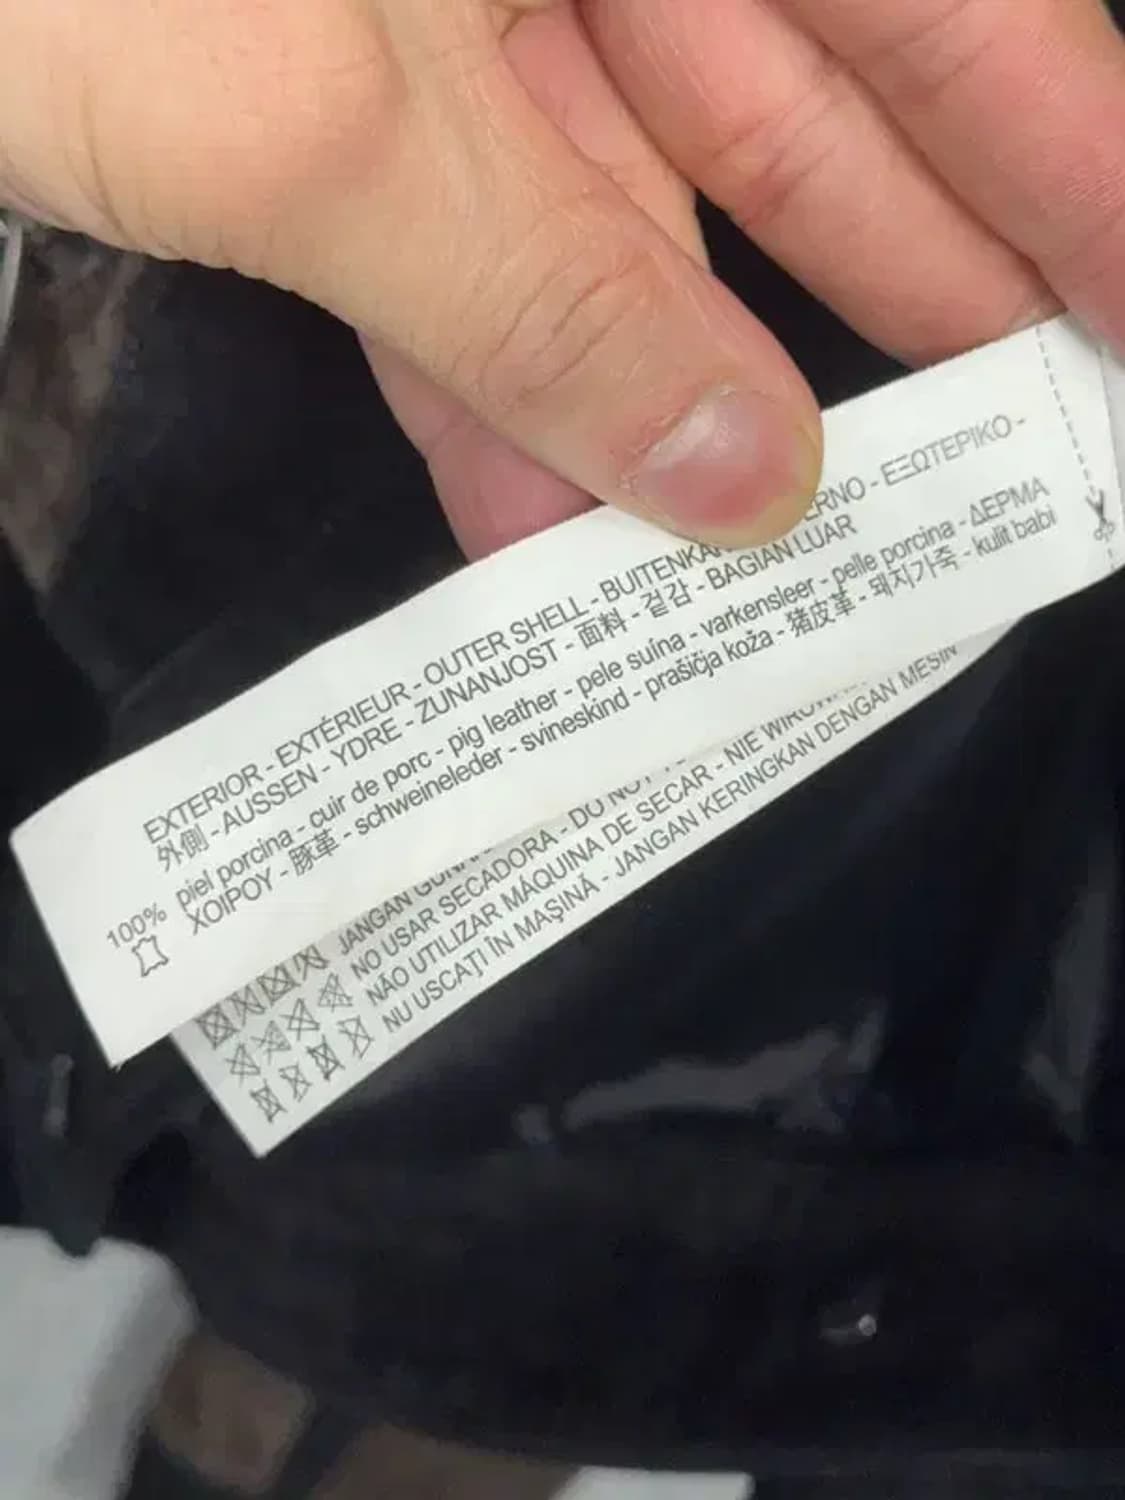 EXTERIOR - EXTÉRIEUR - OUTER SHELL - BUITENKA ERNO - ΕΞΩΤΕΡΙΚΟ -
外側 - AUSSEN - YDRE - ZUNANJOST - 面料 - 겉감 - BAGIAN LUAR
100% piel porcina - cuir de porc - pig leather - pele suína - varkensleer - pelle porcina - ΔΕΡΜΑ
ΧΟΙΡΟΥ - 豚革 - schweineleder - svineskind - prašičja koža - 猪皮革 - 돼지가죽 - kulit babi
JANGAN
NO USAR SECADORA - DO NOT
NÃO UTILIZAR MÁQUINA DE SECAR - NIE
NU USCAŢI ÎN MAŞINĂ - JANGAN KERINGKAN DENGAN MESIN